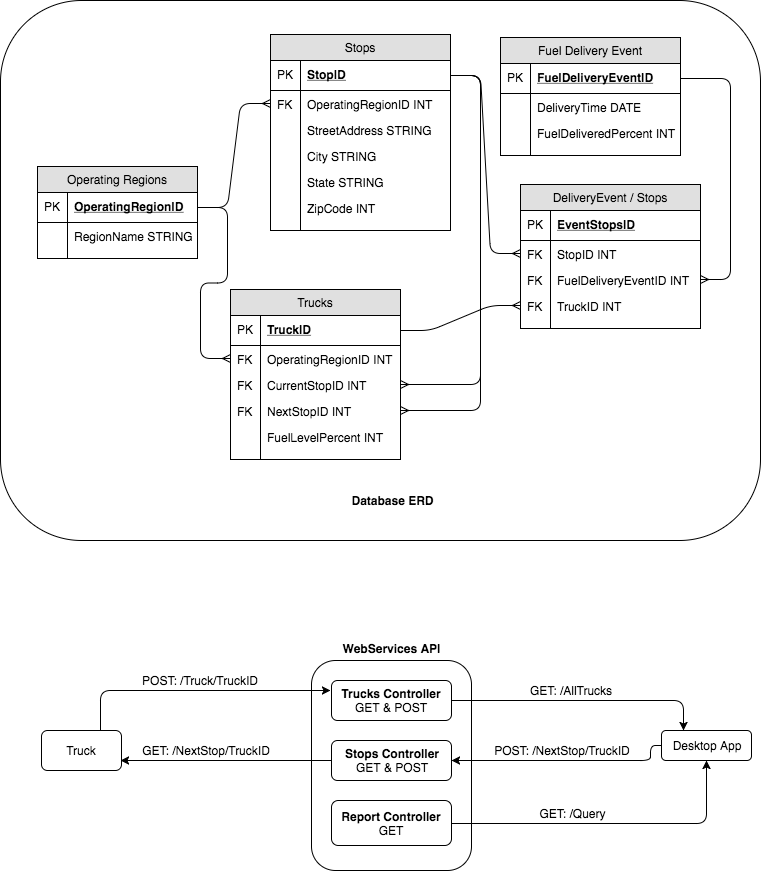 Stops
PK StopID
FK OperatingRegionID INT
StreetAddress STRING
City STRING
State STRING
ZipCode INT
Fuel Delivery Event
PK FuelDeliveryEventID
DeliveryTime DATE
FuelDeliveredPercent INT
Operating Regions
PK OperatingRegionID
RegionName STRING
DeliveryEvent / Stops
PK EventStopsID
FK StopID INT
FK FuelDeliveryEventID INT
FK TruckID INT
Trucks
PK TruckID
FK OperatingRegionID INT
FK CurrentStopID INT
FK NextStopID INT
FuelLevelPercent INT
Database ERD
WebServices API
POST: /Truck/TruckID
Trucks Controller
GET & POST
GET: /AllTrucks
Truck
GET: /NextStop/TruckID
Stops Controller
GET & POST
POST: /NextStop/TruckID
Desktop App
Report Controller
GET
GET: /Query